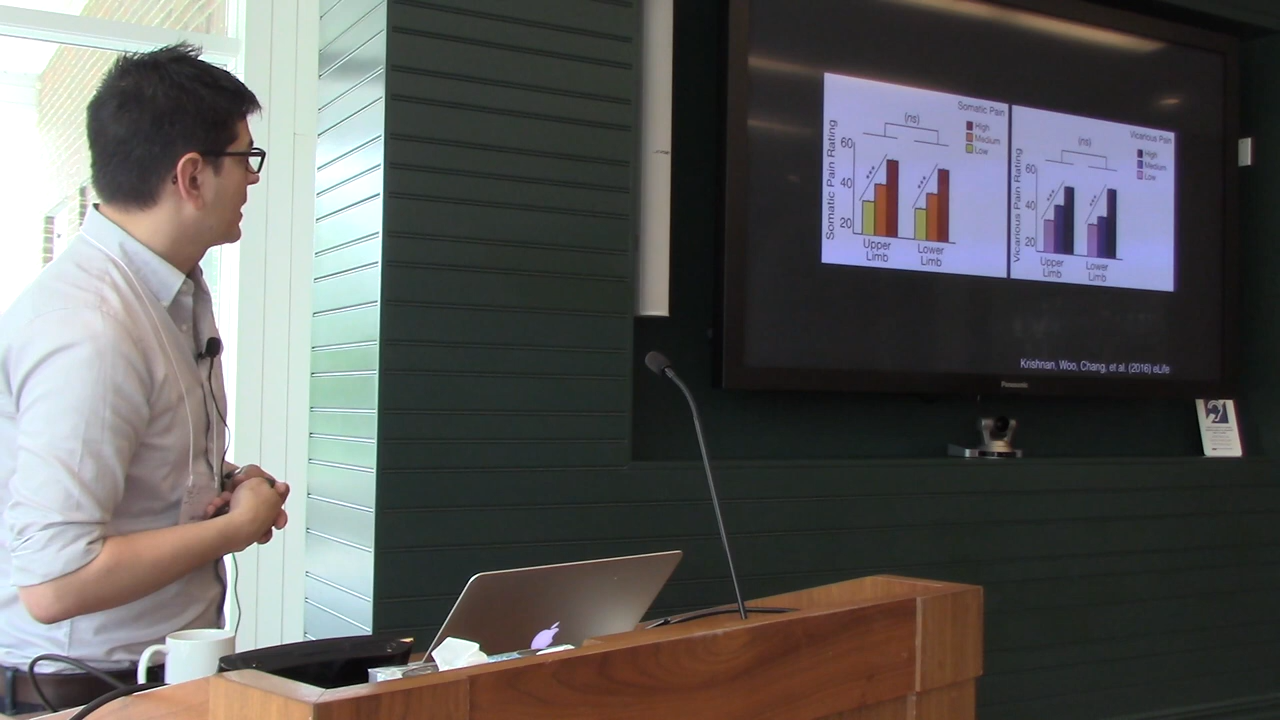 Somatic Pain
High
Medium
Low
(ns)
Somatic Pain Rating
60
40
20
***
***
Upper
Limb
Lower
Limb
Vicarious Pain
High
Medium
Low
(ns)
Vicarious Pain Rating
60
40
20
***
***
Upper
Limb
Lower
Limb
Krishnan, Woo, Chang, et al. (2016) eLife
Panasonic